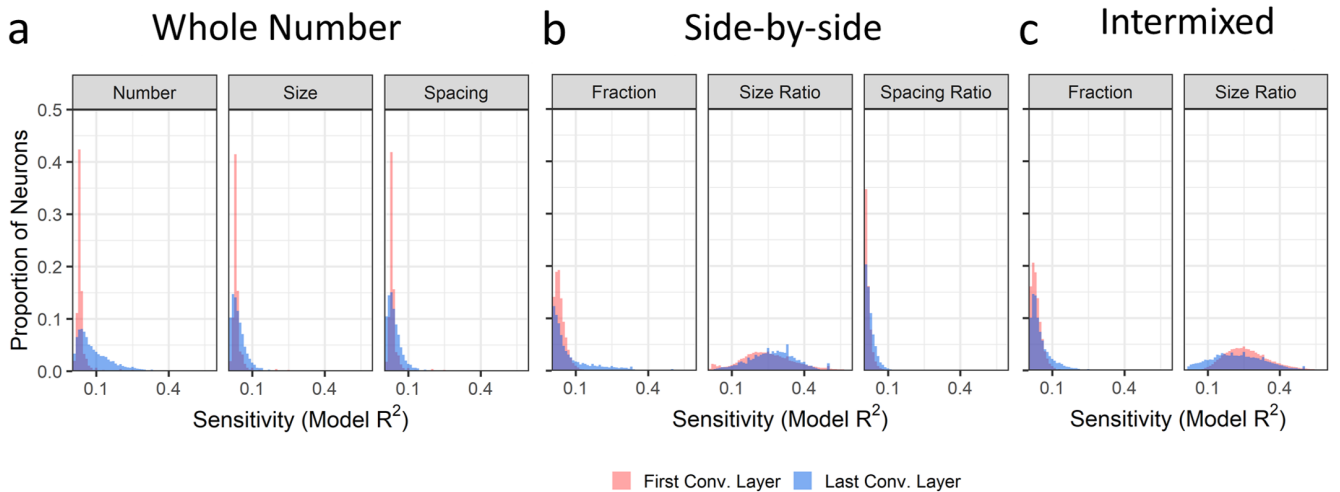 a Whole Number b Side-by-side c Intermixed
Number Size Spacing Fraction Size Ratio Spacing Ratio Fraction Size Ratio
0.5
0.4
0.3
0.2
0.1
0.0
Proportion of Neurons
0.1 0.4 0.1 0.4 0.1 0.4 0.1 0.4 0.1 0.4 0.1 0.4 0.1 0.4 0.1 0.4
Sensitivity (Model R²) Sensitivity (Model R²) Sensitivity (Model R²)
First Conv. Layer Last Conv. Layer